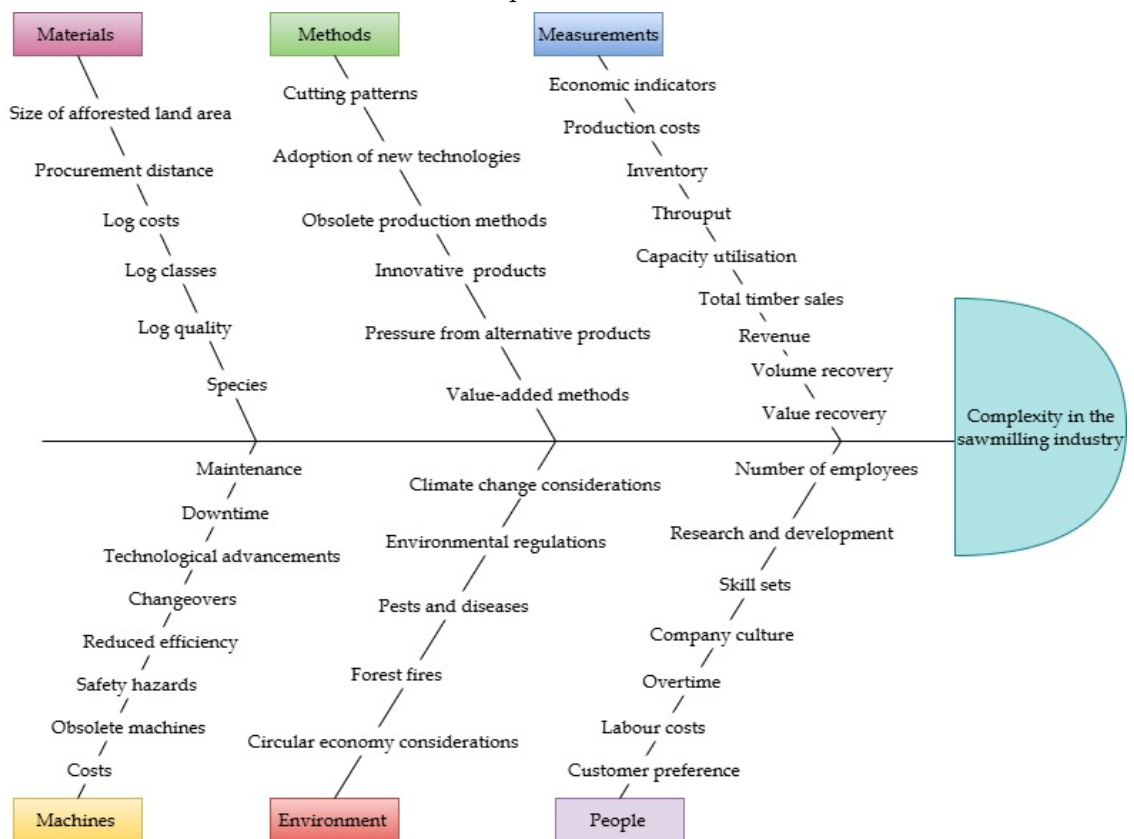 Materials
Size of afforested land area
Procurement distance
Log costs
Log classes
Log quality
Species
Methods
Cutting patterns
Adoption of new technologies
Obsolete production methods
Innovative products
Pressure from alternative products
Value-added methods
Measurements
Economic indicators
Production costs
Inventory
Throuput
Capacity utilisation
Total timber sales
Revenue
Volume recovery
Value recovery
Complexity in the
sawmilling industry
Maintenance
Downtime
Technological advancements
Changeovers
Reduced efficiency
Safety hazards
Obsolete machines
Costs
Machines
Climate change considerations
Environmental regulations
Pests and diseases
Forest fires
Circular economy considerations
Environment
Number of employees
Research and development
Skill sets
Company culture
Overtime
Labour costs
Customer preference
People